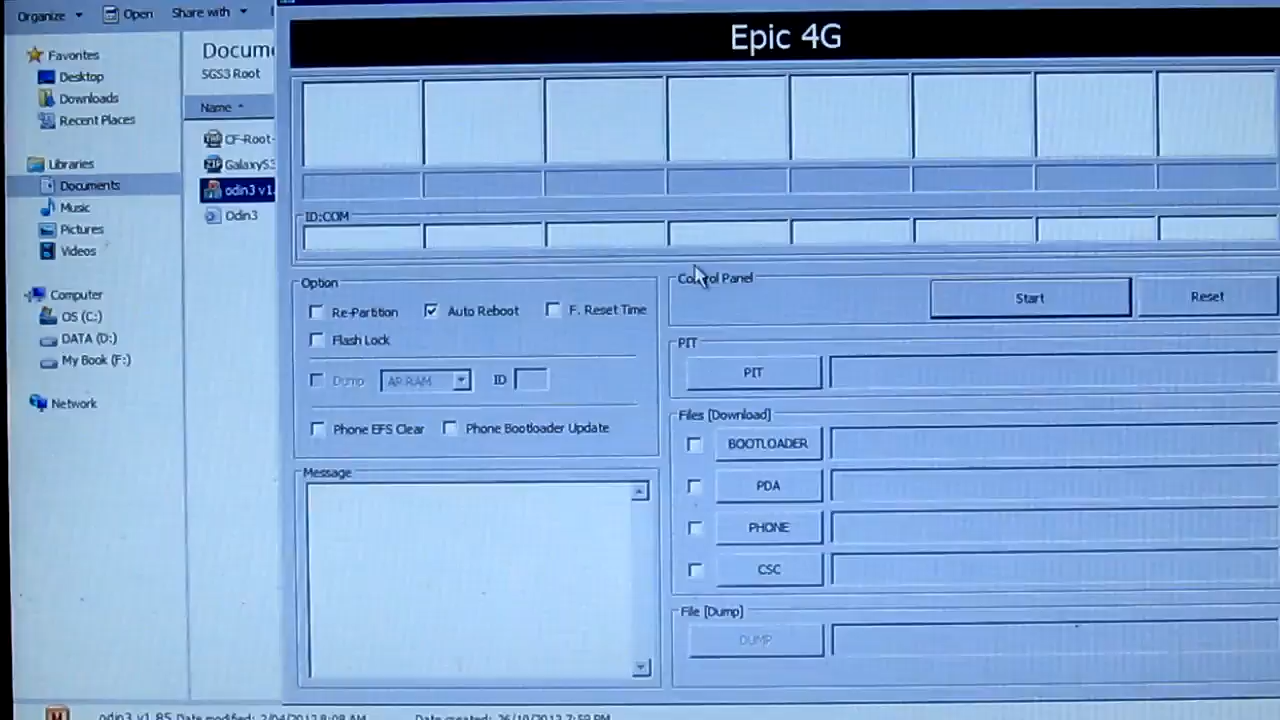 Organize Open Share with
Epic 4G
Favorites
Desktop
Downloads
Recent Places
Libraries
Documents
Music
Pictures
Videos
Computer
OS (C:)
DATA (D:)
My Book (F:)
Network
Docume
SGS3 Root
Name
CF-Root-
GalaxyS3
odin3 v1.
Odin3
ID:COM
Option
Re-Partition Auto Reboot F. Reset Time
Flash Lock
Dump AP RAM ID
Phone EFS Clear Phone Bootloader Update
Message
Control Panel
Start Reset
PIT
PIT
Files [Download]
BOOTLOADER
PDA
PHONE
CSC
File [Dump]
DUMP
odin3 v1.85 Date modified: 2/04/2012 8:08 AM Date created: 26/10/2012 7:59 PM